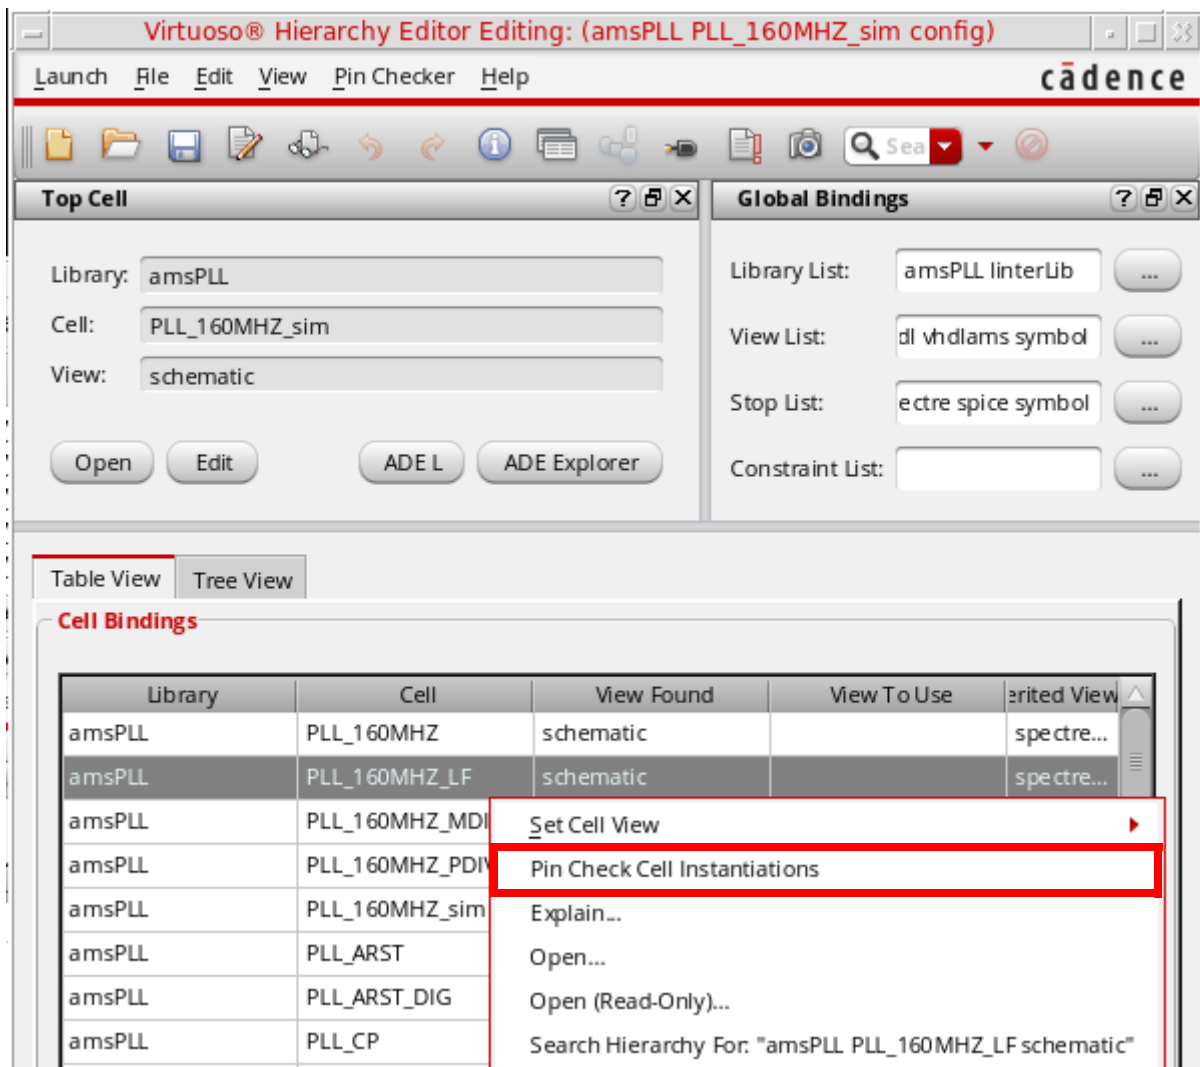 Virtuoso® Hierarchy Editor Editing: (amsPLL PLL_160MHZ_sim config)
Launch File Edit View Pin Checker Help cādence
Sea
Top Cell
Library: amsPLL
Cell: PLL_160MHZ_sim
View: schematic
Open Edit ADE L ADE Explorer
Global Bindings
Library List: amsPLL linterLib ...
View List: dl vhdlams symbol ...
Stop List: ectre spice symbol ...
Constraint List: ...
Table View Tree View
Cell Bindings
Library Cell View Found View To Use erited View
amsPLL PLL_160MHZ schematic spectre...
amsPLL PLL_160MHZ_LF schematic spectre...
amsPLL PLL_160MHZ_MDI
amsPLL PLL_160MHZ_PDIV
amsPLL PLL_160MHZ_sim
amsPLL PLL_ARST
amsPLL PLL_ARST_DIG
amsPLL PLL_CP
Set Cell View
Pin Check Cell Instantiations
Explain...
Open...
Open (Read-Only)...
Search Hierarchy For: "amsPLL PLL_160MHZ_LF schematic"